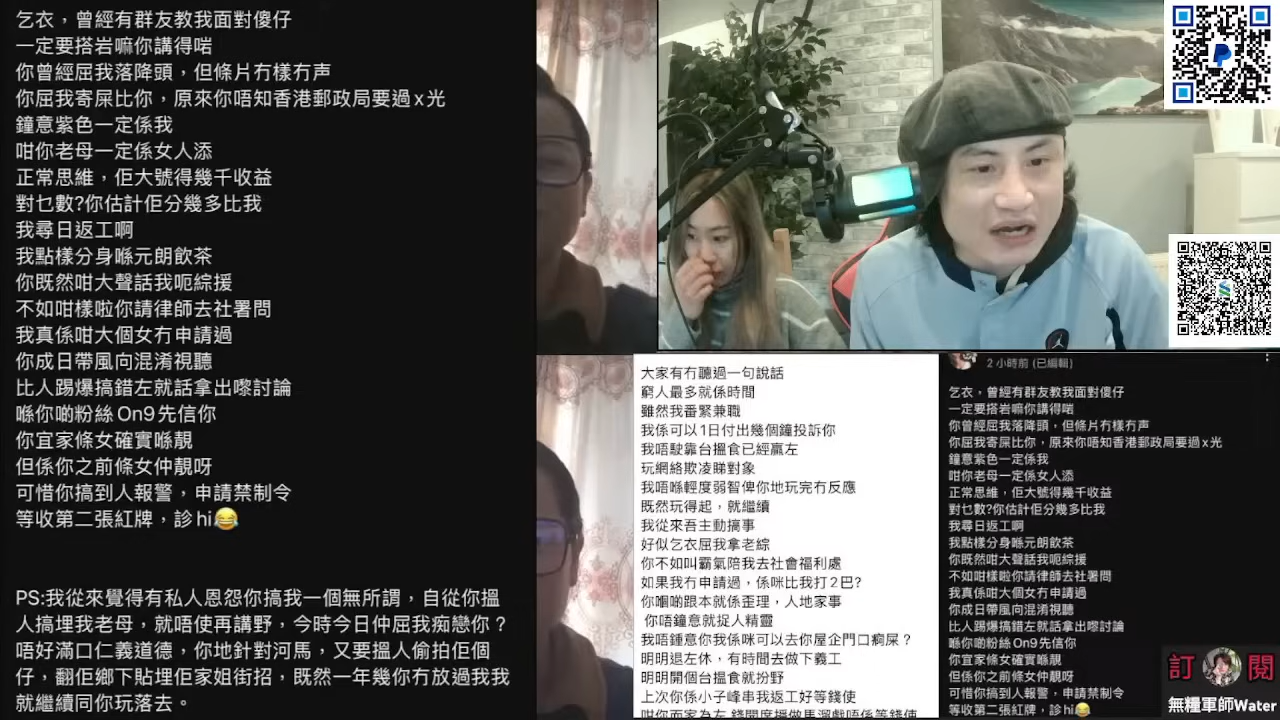 乞衣，曾經有群友教我面對傻仔
一定要搭岩嘛你講得啱
你曾經屈我落降頭，但條片冇樣冇声
你屈我寄屎比你，原來你唔知香港郵政局要過x光
鐘意紫色一定係我
咁你老母一定係女人添
正常思維，佢大號得幾千收益
對乜數?你估計佢分幾多比我
我尋日返工啊
我點樣分身喺元朗飲茶
你既然咁大聲話我呃綜援
不如咁樣啦你請律師去社署問
我真係咁大個女冇申請過
你成日帶風向混淆視聽
比人踢爆搞錯左就話拿出嚟討論
喺你啲粉絲On9先信你
你宜家條女確實喺靚
但係你之前條女仲靚呀
可惜你搞到人報警，申請禁制令
等收第二張紅牌，診hi😂
PS:我從來覺得有私人恩怨你搞我一個無所謂，自從你搵
人搞埋我老母，就唔使再講野，今時今日仲屈我痴戀你？
唔好滿口仁義道德，你地針對河馬，又要搵人偷拍佢個
仔，翻佢鄉下貼埋佢家姐街招，既然一年幾你冇放過我我
就繼續同你玩落去。
大家有冇聽過一句說話
窮人最多就係時間
雖然我番緊兼職
我係可以1日付出幾個鐘投訴你
我唔駛靠台搵食已經贏左
玩網絡欺凌睇對象
我唔喺輕度弱智俾你地玩完冇反應
既然玩得起，就繼續
我從來吾主動搞事
好似乞衣屈我拿老綜
你不如叫霸氣陪我去社會福利處
如果我冇申請過，係咪比我打2巴?
你嗰啲跟本就係歪理，人地家事
你唔鐘意就捉人精靈
我唔鍾意你我係咪可以去你屋企門口痾屎？
明明退左休，有時間去做下義工
明明開個台搵食就扮野
上次你係小子峰串我返工好等錢使
2 小時前 (已編輯)
乞衣，曾經有群友教我面對傻仔
一定要搭岩嘛你講得啱
你曾經屈我落降頭，但條片冇樣冇声
你屈我寄屎比你，原來你唔知香港郵政局要過x光
鐘意紫色一定係我
咁你老母一定係女人添
正常思維，佢大號得幾千收益
對乜數?你估計佢分幾多比我
我尋日返工啊
我點樣分身喺元朗飲茶
你既然咁大聲話我呃綜援
不如咁樣啦你請律師去社署問
我真係咁大個女冇申請過
你成日帶風向混淆視聽
比人踢爆搞錯左就話拿出嚟討論
喺你啲粉絲On9先信你
你宜家條女確實喺靚
但係你之前條女仲靚呀
可惜你搞到人報警，申請禁制令
等收第二張紅牌，診hi😂
訂 閱
無糧軍師Water